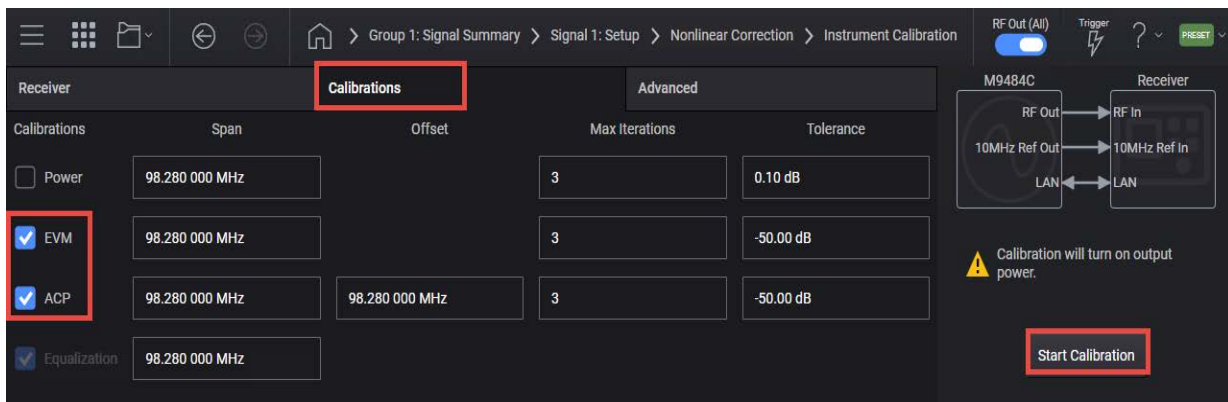 Group 1: Signal Summary > Signal 1: Setup > Nonlinear Correction > Instrument Calibration RF Out (All) Trigger ? PRESET
Receiver Calibrations Advanced
Calibrations Span Offset Max Iterations Tolerance
Power 98.280 000 MHz 3 0.10 dB
EVM 98.280 000 MHz 3 -50.00 dB
ACP 98.280 000 MHz 98.280 000 MHz 3 -50.00 dB
Equalization 98.280 000 MHz
M9484C Receiver
RF Out RF In
10MHz Ref Out 10MHz Ref In
LAN LAN
Calibration will turn on output
power.
Start Calibration